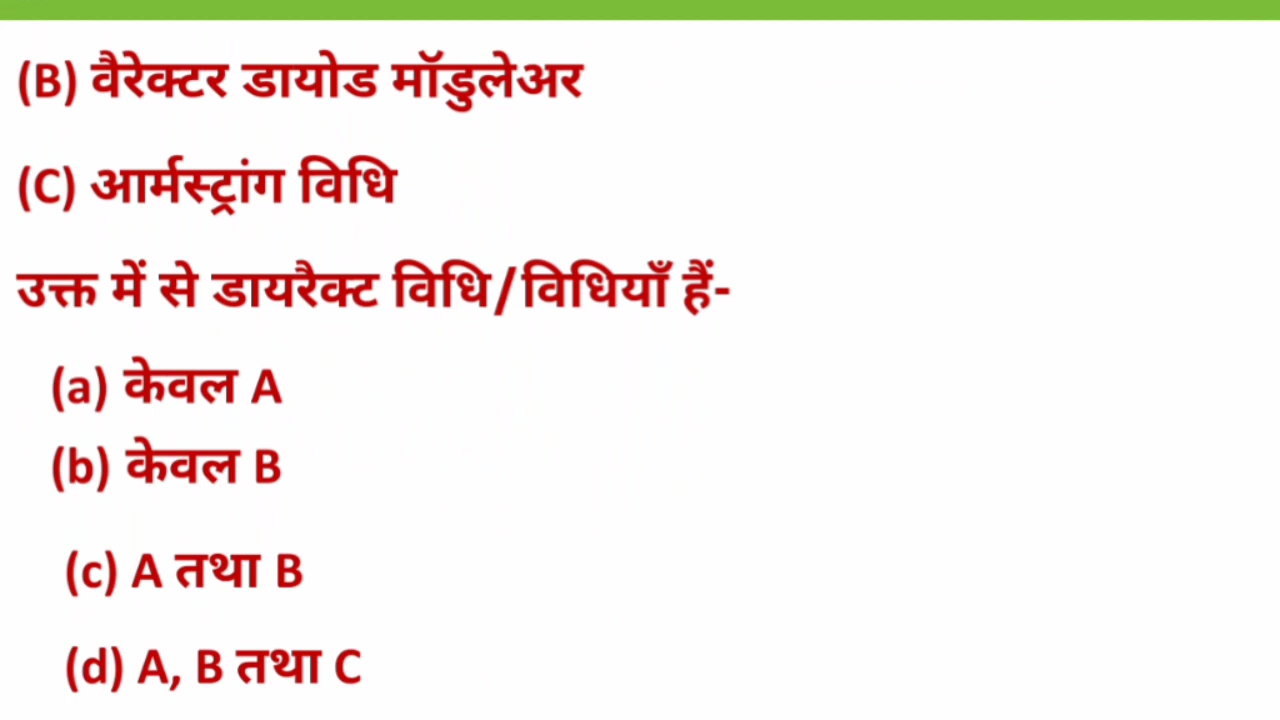 (B) वैरेक्टर डायोड मॉडुलेअर
(C) आर्मस्ट्रांग विधि
उक्त में से डायरैक्ट विधि/विधियाँ हैं-
(a) केवल A
(b) केवल B
(c) A तथा B
(d) A, B तथा C